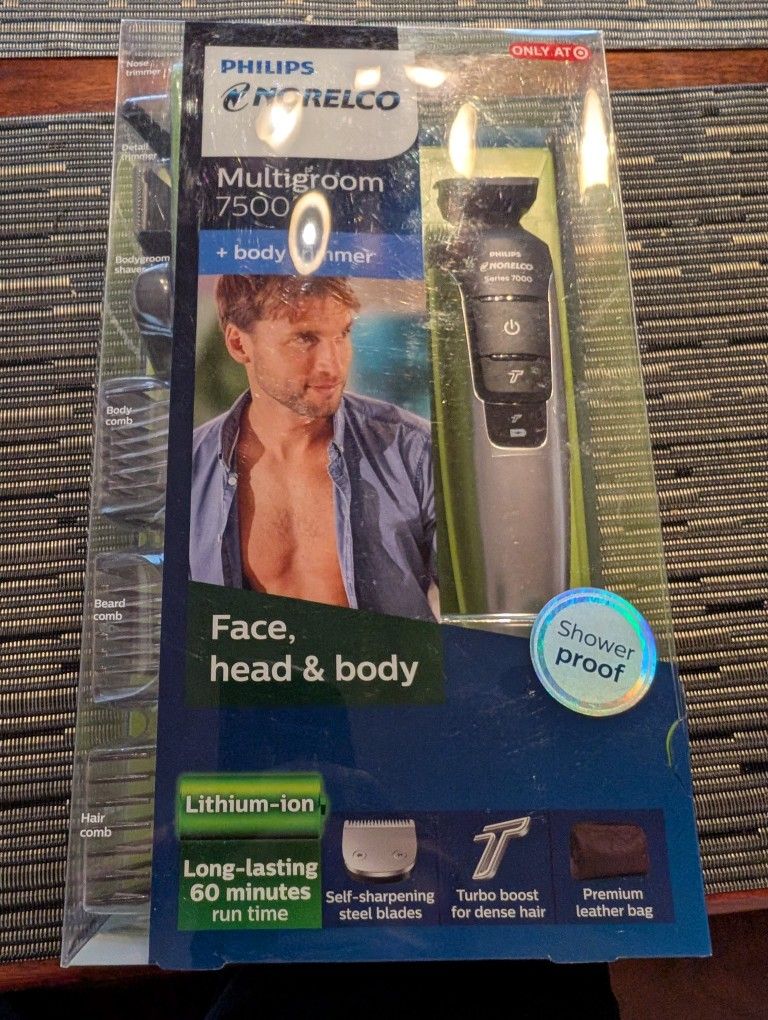 Nose
trimmer
Detail
trimmer
Bodygroom
shaver
Body
comb
Beard
comb
Hair
comb
ONLY AT
PHILIPS
NORELCO
Multigroom
7500
+ body trimmer
PHILIPS
NORELCO
Series 7000
Face,
head & body
Shower
proof
Lithium-ion
Long-lasting
60 minutes
run time
Self-sharpening
steel blades
T
Turbo boost
for dense hair
Premium
leather bag